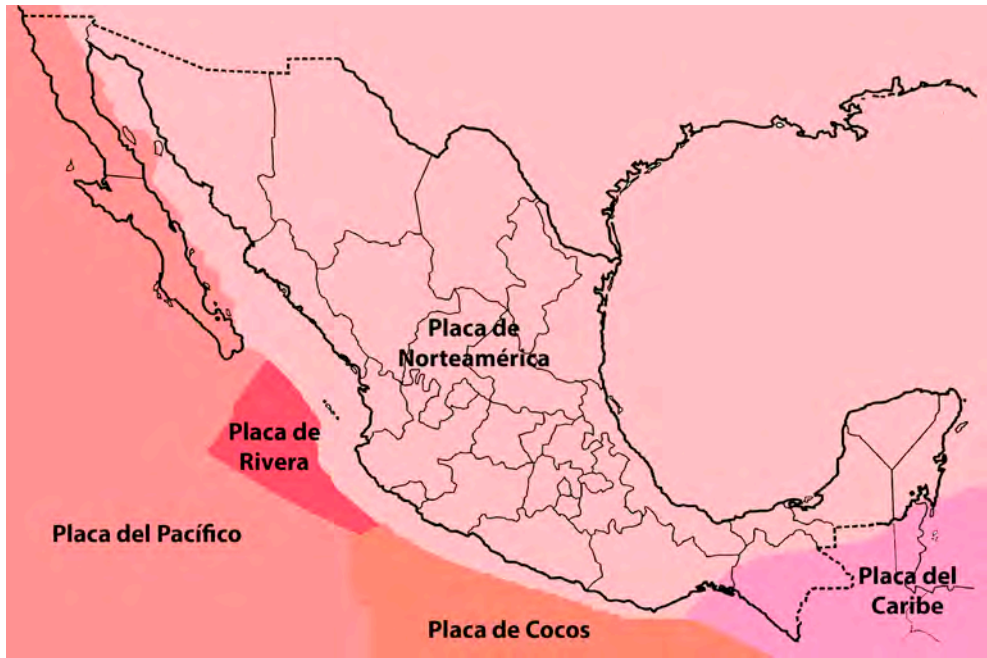 Placa de
Norteamérica
Placa de
Rivera
Placa del Pacífico
Placa del
Caribe
Placa de Cocos